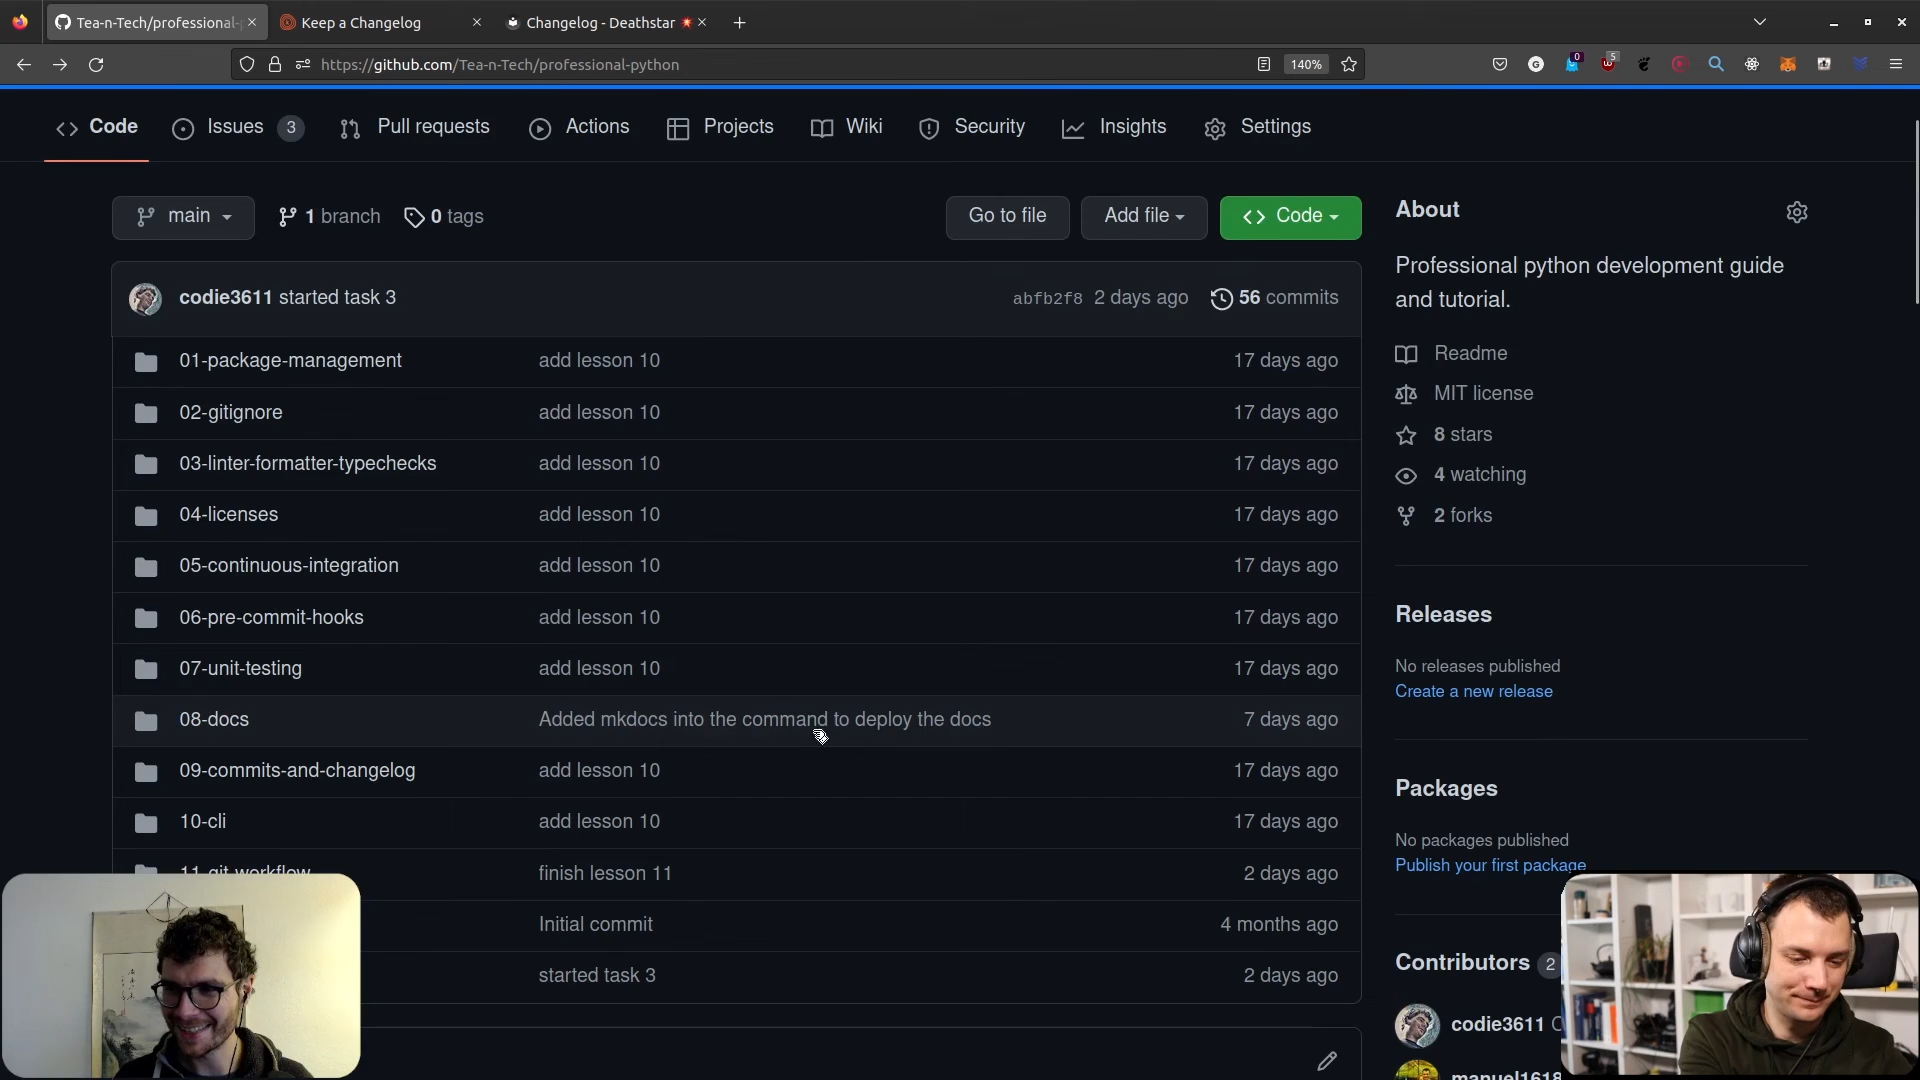 Tea-n-Tech/professional-
Keep a Changelog
Changelog - Deathstar
https://github.com/Tea-n-Tech/professional-python
140%
G
0
5
Code
Issues 3
Pull requests
Actions
Projects
Wiki
Security
Insights
Settings
main
1 branch
0 tags
Go to file
Add file
Code
codie3611 started task 3
abfb2f8 2 days ago
56 commits
01-package-management add lesson 10 17 days ago
02-gitignore add lesson 10 17 days ago
03-linter-formatter-typechecks add lesson 10 17 days ago
04-licenses add lesson 10 17 days ago
05-continuous-integration add lesson 10 17 days ago
06-pre-commit-hooks add lesson 10 17 days ago
07-unit-testing add lesson 10 17 days ago
08-docs Added mkdocs into the command to deploy the docs 7 days ago
09-commits-and-changelog add lesson 10 17 days ago
10-cli add lesson 10 17 days ago
11-git-workflow finish lesson 11 2 days ago
Initial commit 4 months ago
started task 3 2 days ago
About
Professional python development guide
and tutorial.
Readme
MIT license
8 stars
4 watching
2 forks
Releases
No releases published
Create a new release
Packages
No packages published
Publish your first package
Contributors 2
codie3611
manuel1618